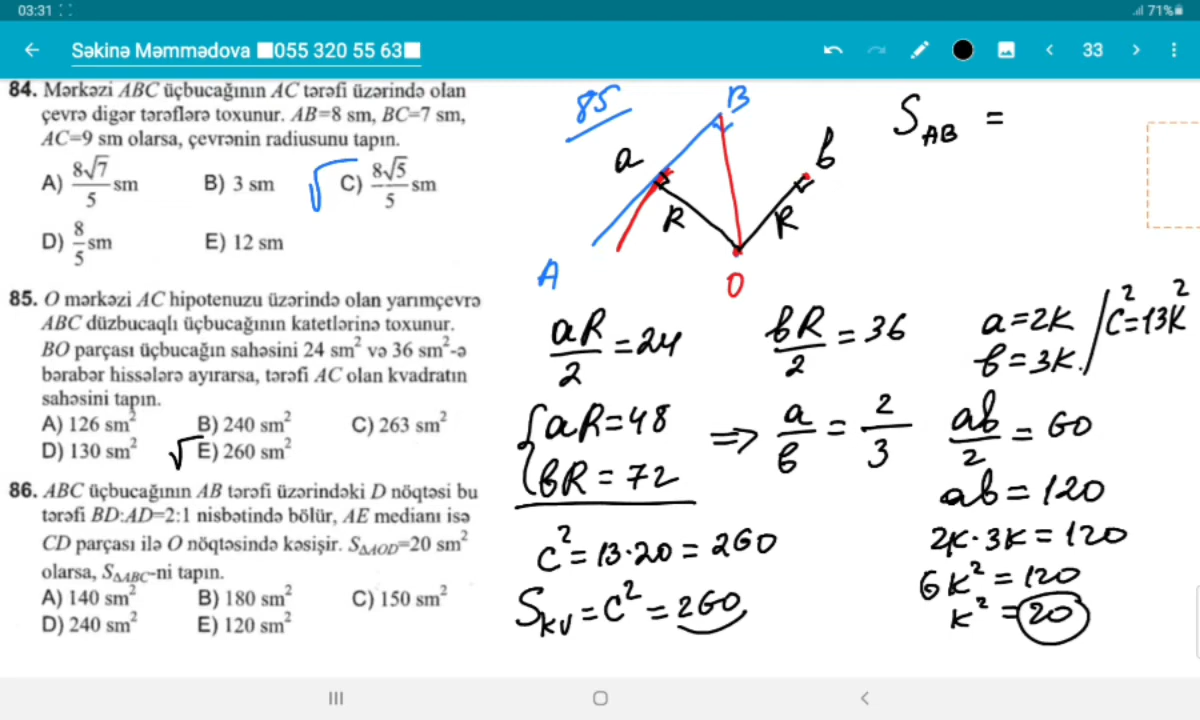 03:31
71%
Səkinə Məmmədova 055 320 55 63
33
84. Mərkəzi ABC üçbucağının AC tərəfi üzərində olan
çevrə digər tərəflərə toxunur. AB=8 sm, BC=7 sm,
AC=9 sm olarsa, çevrənin radiusunu tapın.
A) 8√7/5 sm B) 3 sm √ C) 8√5/5 sm
D) 8/5 sm E) 12 sm
85. O mərkəzi AC hipotenuzu üzərində olan yarımçevrə
ABC düzbucaqlı üçbucağının katetlərinə toxunur.
BO parçası üçbucağın sahəsini 24 sm² və 36 sm²-ə
bərabər hissələrə ayırarsa, tərəfi AC olan kvadratın
sahəsini tapın.
A) 126 sm² B) 240 sm² C) 263 sm²
D) 130 sm² √ E) 260 sm²
86. ABC üçbucağının AB tərəfi üzərindəki D nöqtəsi bu
tərəfi BD:AD=2:1 nisbətində bölür, AE medianı isə
CD parçası ilə O nöqtəsində kəsişir. S△AOD=20 sm²
olarsa, S△ABC-ni tapın.
A) 140 sm² B) 180 sm² C) 150 sm²
D) 240 sm² E) 120 sm²
85
B
a
b
R
R
A
O
S AB =
aR/2 = 24
bR/2 = 36
a=2K
b=3K.
/ C²=13K²
{aR=48
bR=72
=> a/b = 2/3
ab/2 = 60
ab=120
2K·3K=120
6K²=120
K²=20
C²=13·20=260
Skv=C²=260